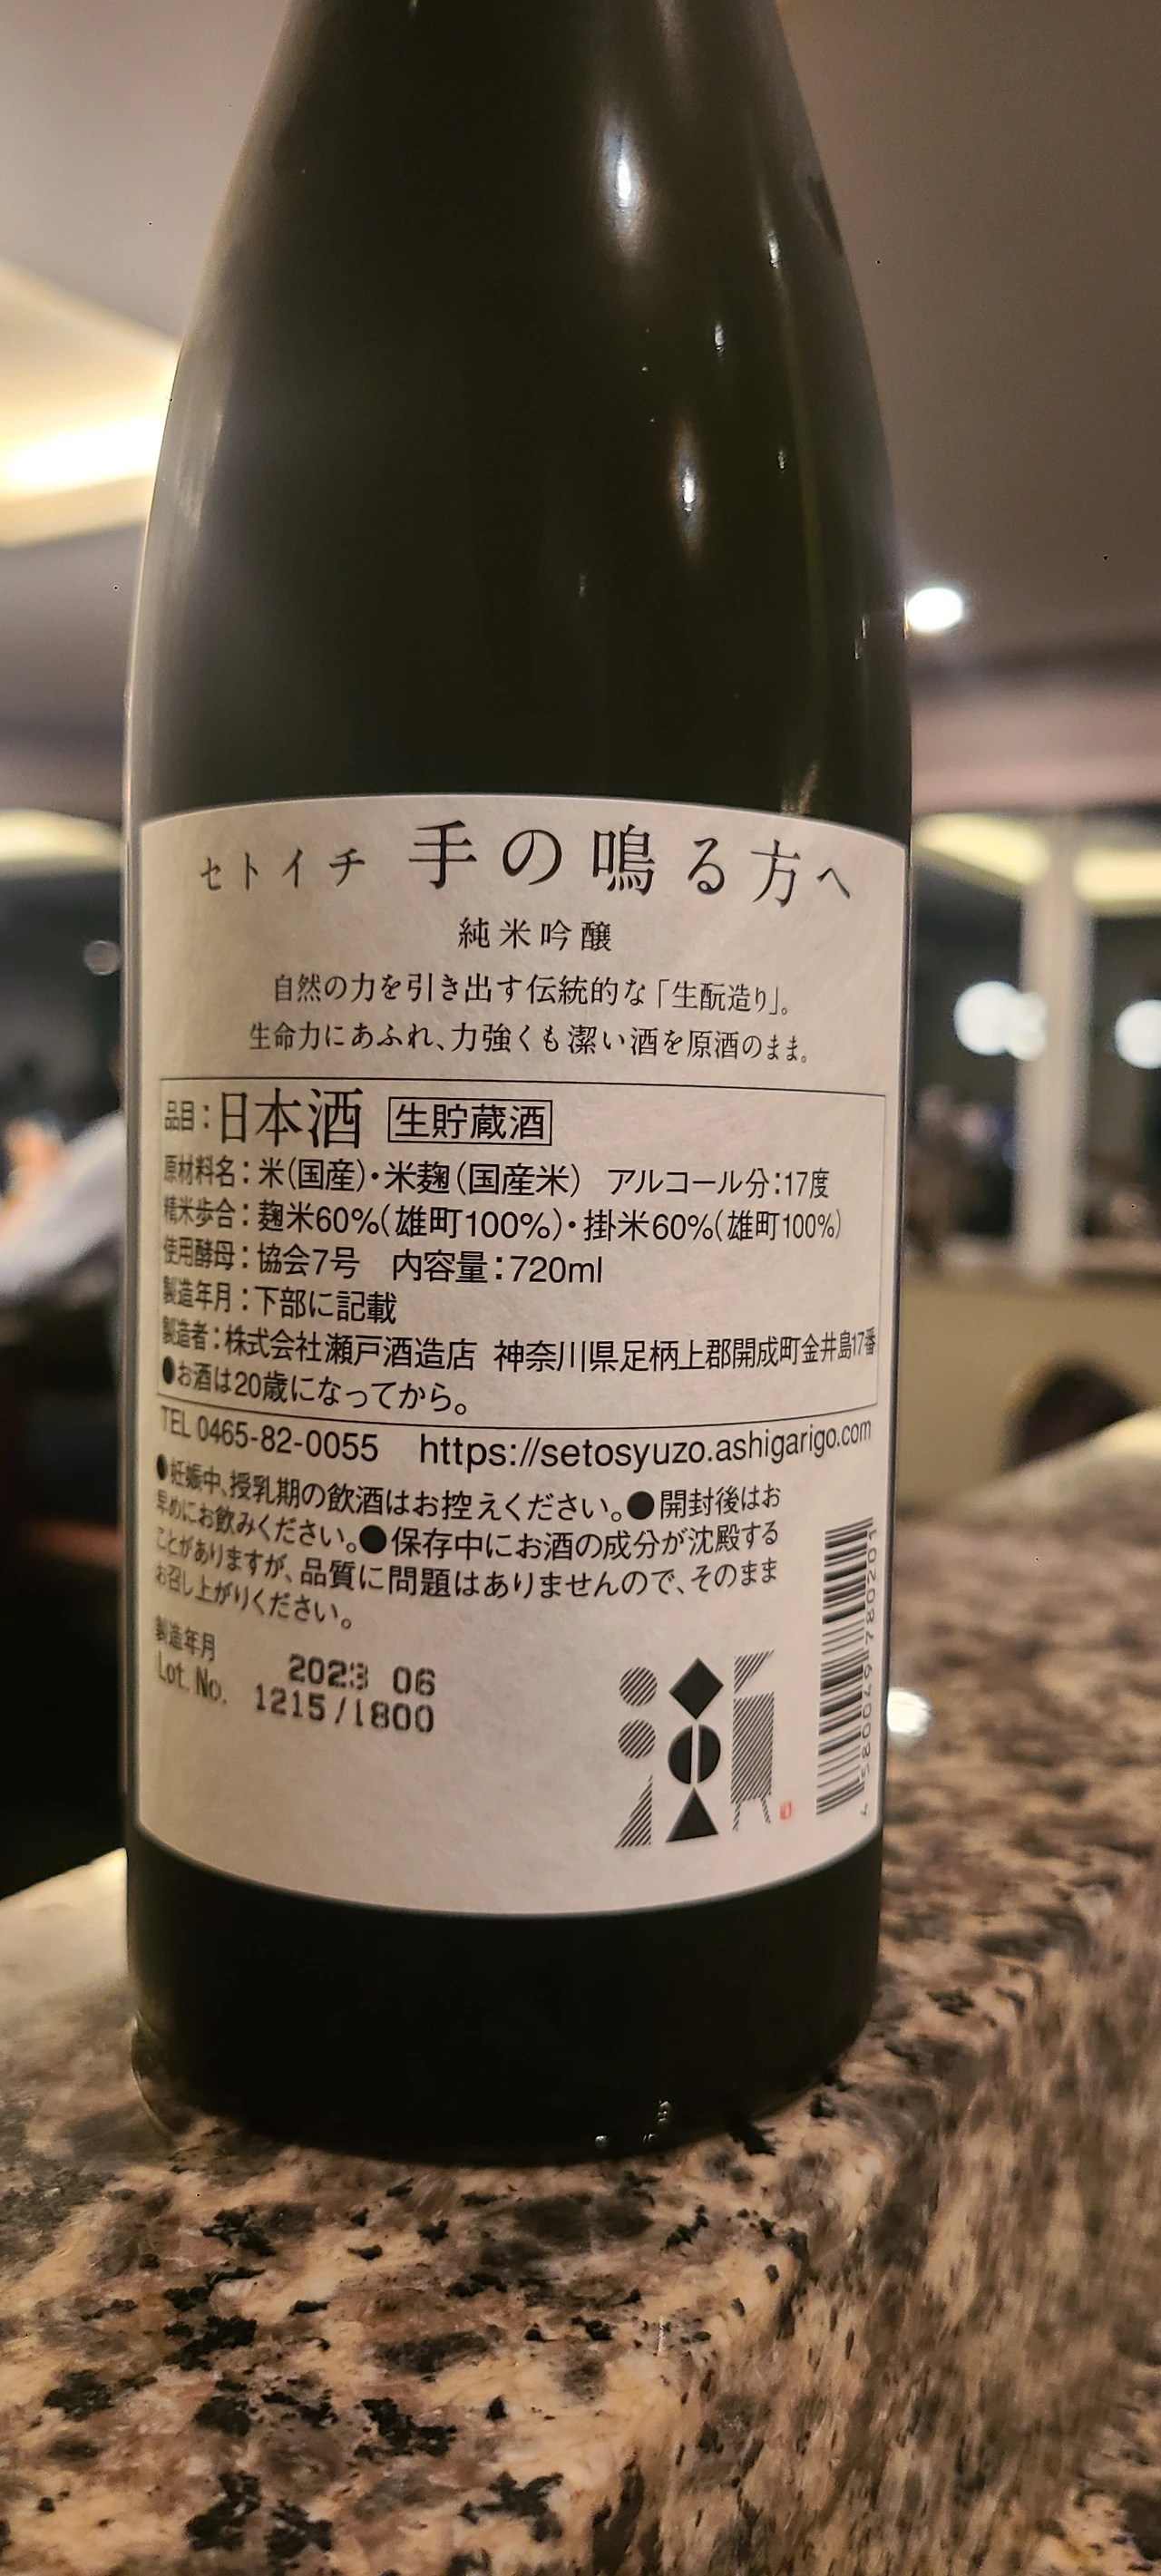 セトイチ 手の鳴る方へ
純米吟醸
自然の力を引き出す伝統的な「生酛造り」。
生命力にあふれ、力強くも潔い酒を原酒のまま。
品目：日本酒 生貯蔵酒
原材料名：米（国産）・米麹（国産米） アルコール分：17度
精米歩合：麹米60%（雄町100%）・掛米60%（雄町100%）
使用酵母：協会7号 内容量：720ml
製造年月：下部に記載
製造者：株式会社瀬戸酒造店 神奈川県足柄上郡開成町金井島17番
●お酒は20歳になってから。
TEL 0465-82-0055 https://setosyuzo.ashigarigo.com
●妊娠中、授乳期の飲酒はお控えください。●開封後はお
早めにお飲みください。●保存中にお酒の成分が沈殿する
ことがありますが、品質に問題はありませんので、そのまま
お召し上がりください。
製造年月 2023 06
Lot. No. 1215/1800
4580049780201